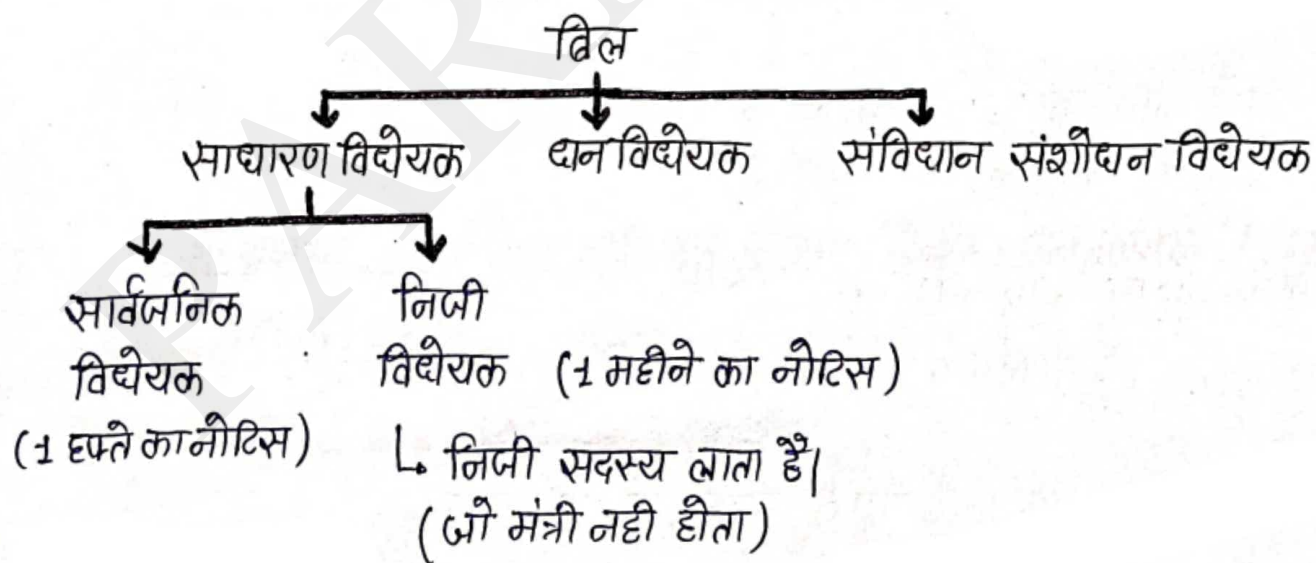 बिल
साधारण विधेयक धन विधेयक संविधान संशोधन विधेयक
सार्वजनिक निजी
विधेयक विधेयक (1 महीने का नोटिस)
(1 हफ्ते का नोटिस)
निजी सदस्य लाता है।
(जो मंत्री नही होता)